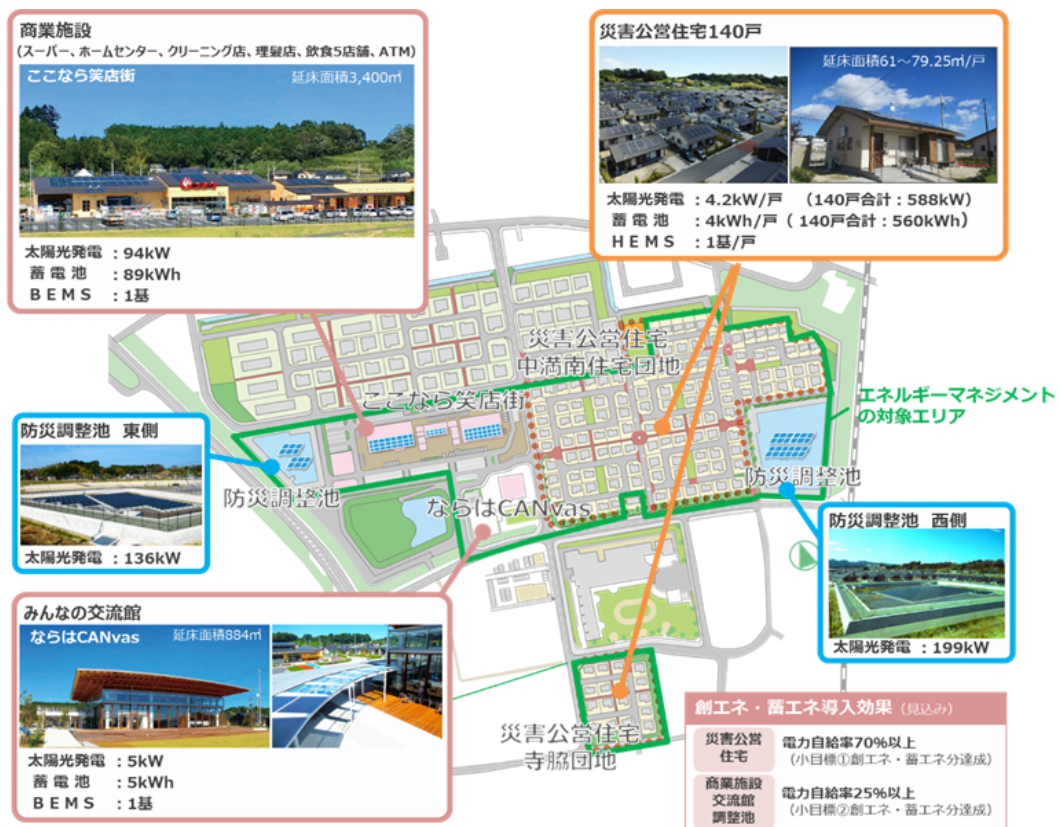 商業施設
(スーパー、ホームセンター、クリーニング店、理髪店、飲食5店舗、ATM)
ここなら笑店街 延床面積3,400㎡
太陽光発電 : 94kW
蓄電池 : 89kWh
BEMS : 1基
災害公営住宅140戸
延床面積61～79.25㎡/戸
太陽光発電 : 4.2kW/戸 (140戸合計 : 588kW)
蓄電池 : 4kWh/戸 ( 140戸合計 : 560kWh)
HEMS : 1基/戸
災害公営住宅
中満南住宅団地
ここなら笑店街
エネルギーマネジメント
の対象エリア
防災調整池 東側
太陽光発電 : 136kW
防災調整池
ならはCANvas
防災調整池
防災調整池 西側
太陽光発電 : 199kW
みんなの交流館
ならはCANvas 延床面積884㎡
太陽光発電 : 5kW
蓄電池 : 5kWh
BEMS : 1基
災害公営住宅
寺脇団地
創エネ・蓄エネ導入効果 (見込み)
災害公営
住宅
電力自給率70%以上
(小目標①創エネ・蓄エネ分達成)
商業施設
交流館
調整池
電力自給率25%以上
(小目標②創エネ・蓄エネ分達成)